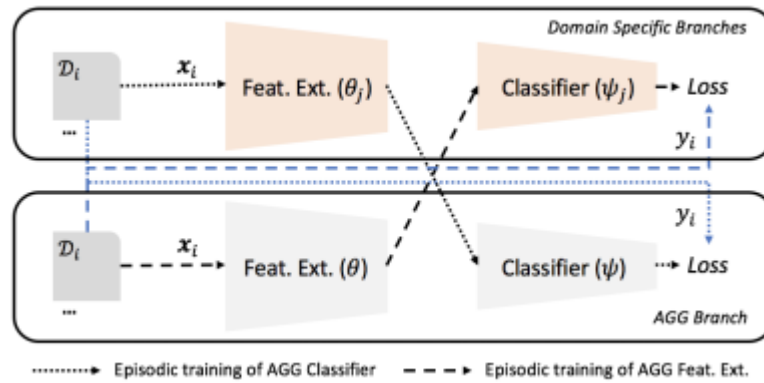 Domain Specific Branches
𝒟ᵢ
𝒙ᵢ
Feat. Ext. (θⱼ)
Classifier (ψⱼ)
Loss
...
yᵢ
yᵢ
𝒟ᵢ
𝒙ᵢ
Feat. Ext. (θ)
Classifier (ψ)
Loss
...
AGG Branch
Episodic training of AGG Classifier
Episodic training of AGG Feat. Ext.